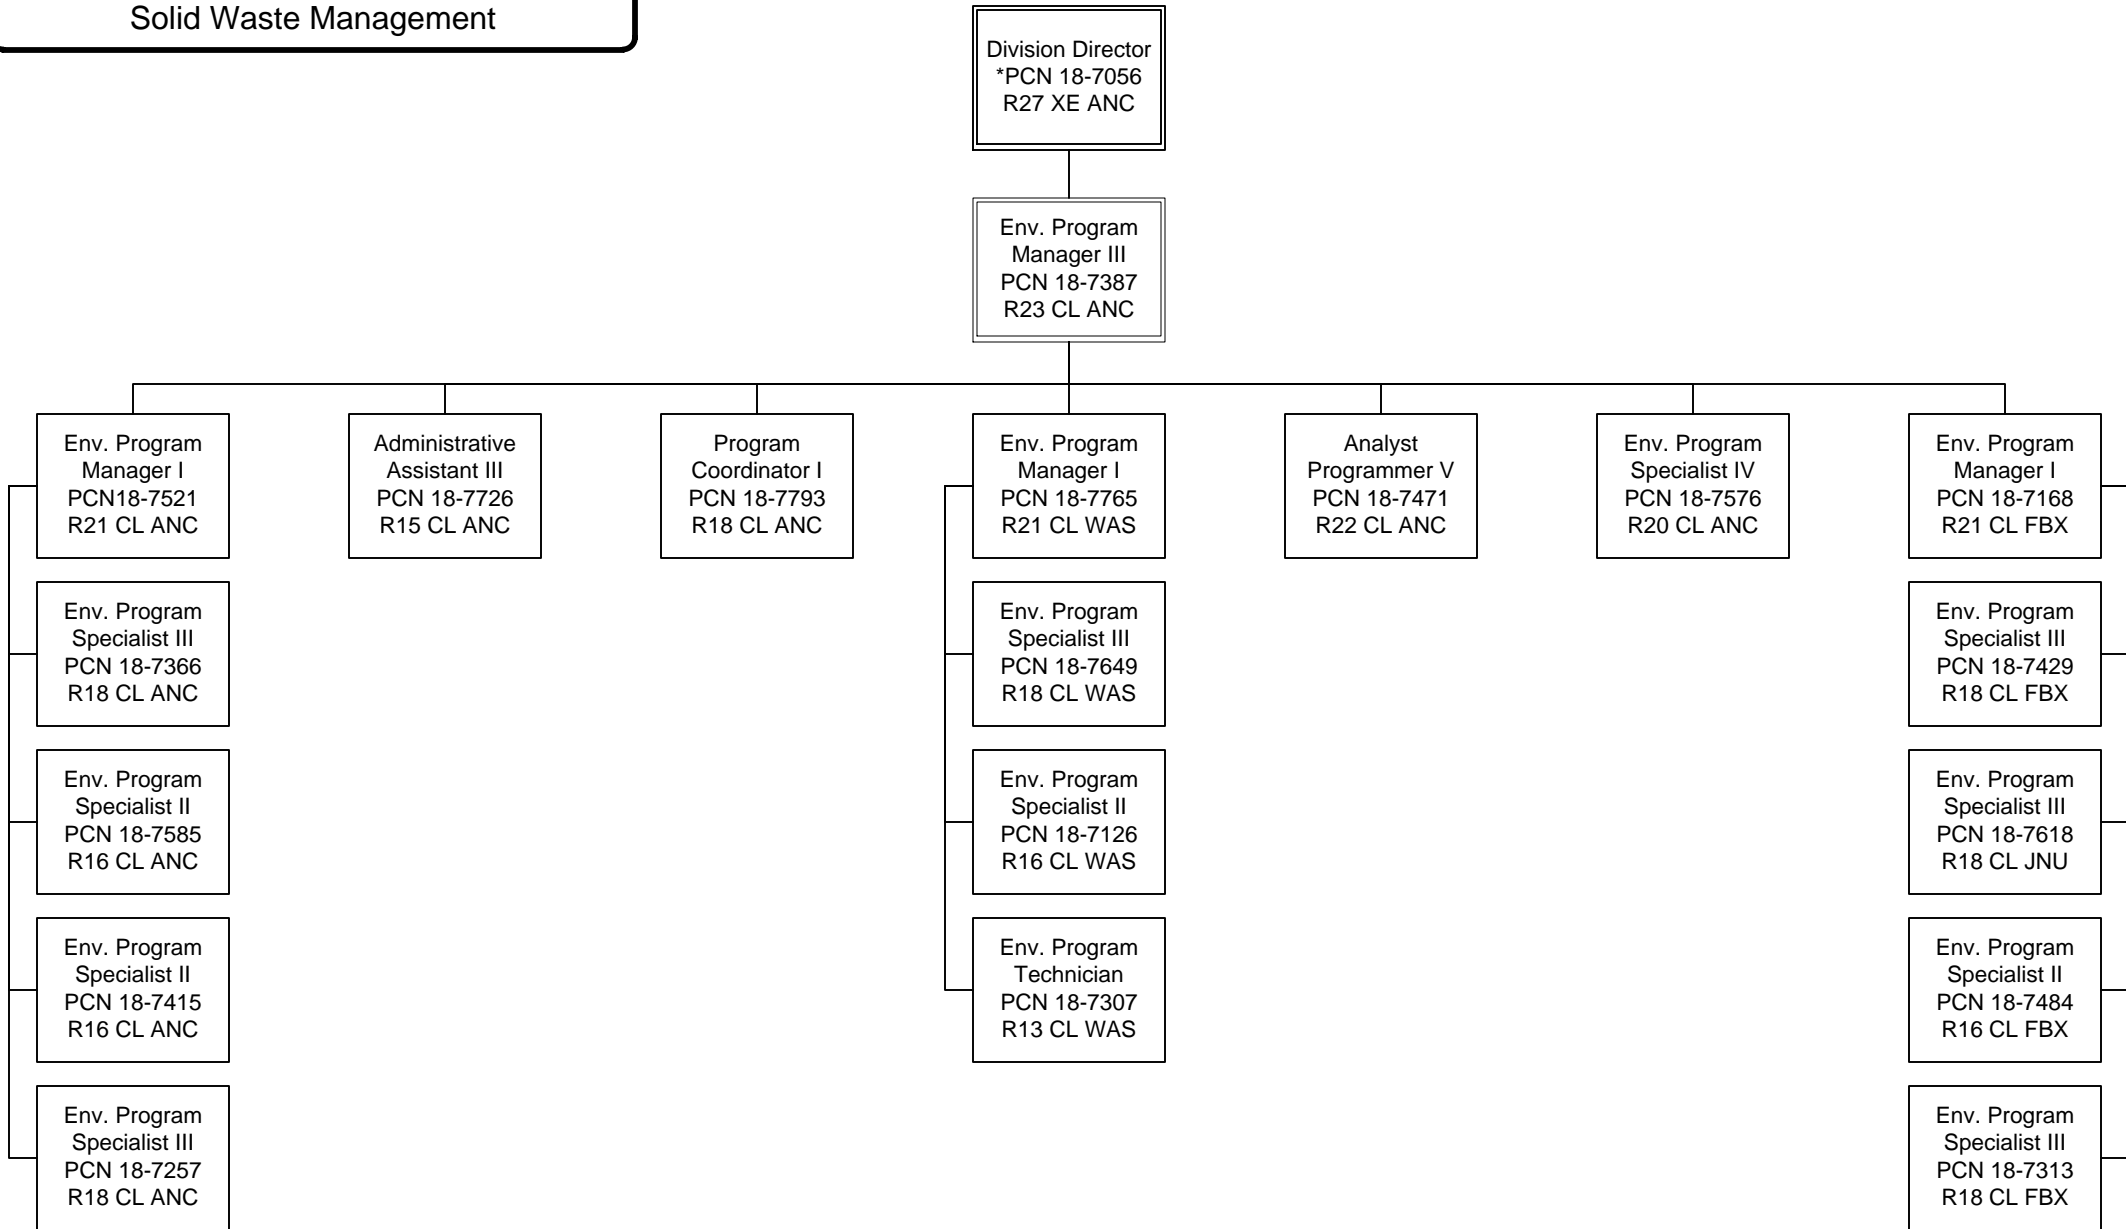 Solid Waste Management
Division Director
*PCN 18-7056
R27 XE ANC
Env. Program
Manager III
PCN 18-7387
R23 CL ANC
Env. Program
Manager I
PCN18-7521
R21 CL ANC
Administrative
Assistant III
PCN 18-7726
R15 CL ANC
Program
Coordinator I
PCN 18-7793
R18 CL ANC
Env. Program
Manager I
PCN 18-7765
R21 CL WAS
Analyst
Programmer V
PCN 18-7471
R22 CL ANC
Env. Program
Specialist IV
PCN 18-7576
R20 CL ANC
Env. Program
Manager I
PCN 18-7168
R21 CL FBX
Env. Program
Specialist III
PCN 18-7366
R18 CL ANC
Env. Program
Specialist III
PCN 18-7649
R18 CL WAS
Env. Program
Specialist III
PCN 18-7429
R18 CL FBX
Env. Program
Specialist II
PCN 18-7585
R16 CL ANC
Env. Program
Specialist II
PCN 18-7126
R16 CL WAS
Env. Program
Specialist III
PCN 18-7618
R18 CL JNU
Env. Program
Specialist II
PCN 18-7415
R16 CL ANC
Env. Program
Technician
PCN 18-7307
R13 CL WAS
Env. Program
Specialist II
PCN 18-7484
R16 CL FBX
Env. Program
Specialist III
PCN 18-7257
R18 CL ANC
Env. Program
Specialist III
PCN 18-7313
R18 CL FBX